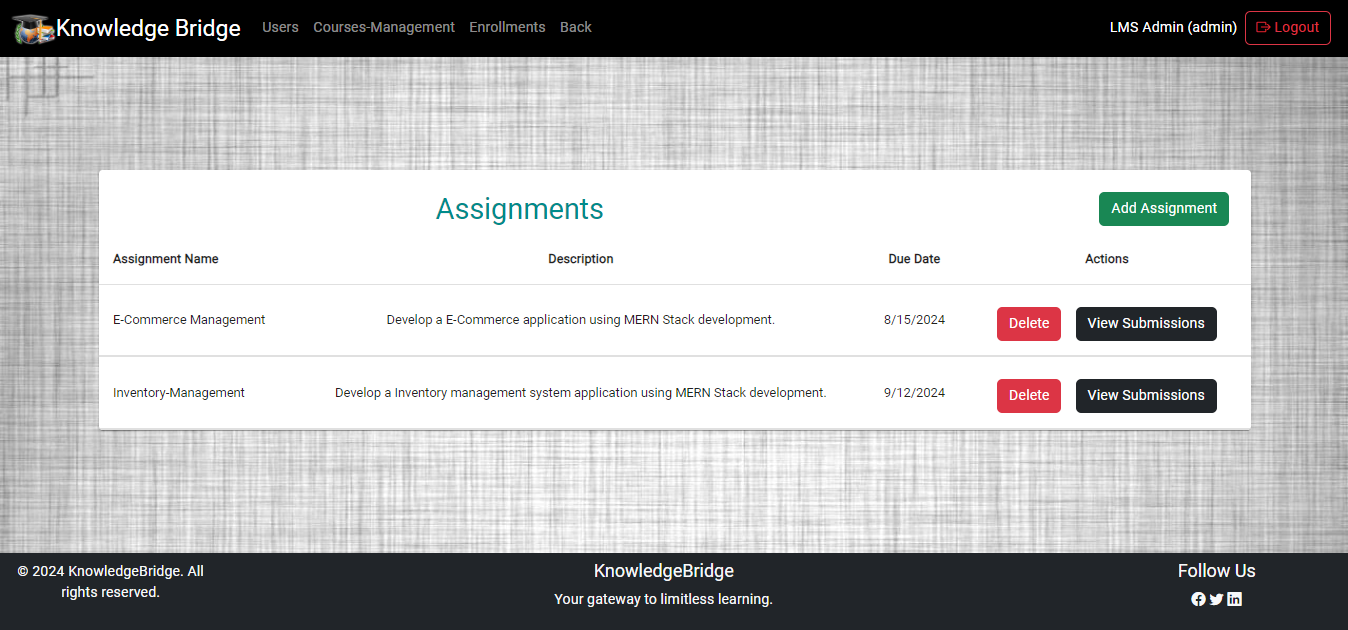 Knowledge Bridge Users Courses-Management Enrollments Back LMS Admin (admin) Logout
Assignments Add Assignment
Assignment Name Description Due Date Actions
E-Commerce Management Develop a E-Commerce application using MERN Stack development. 8/15/2024 Delete View Submissions
Inventory-Management Develop a Inventory management system application using MERN Stack development. 9/12/2024 Delete View Submissions
© 2024 KnowledgeBridge. All
rights reserved.
KnowledgeBridge
Your gateway to limitless learning.
Follow Us